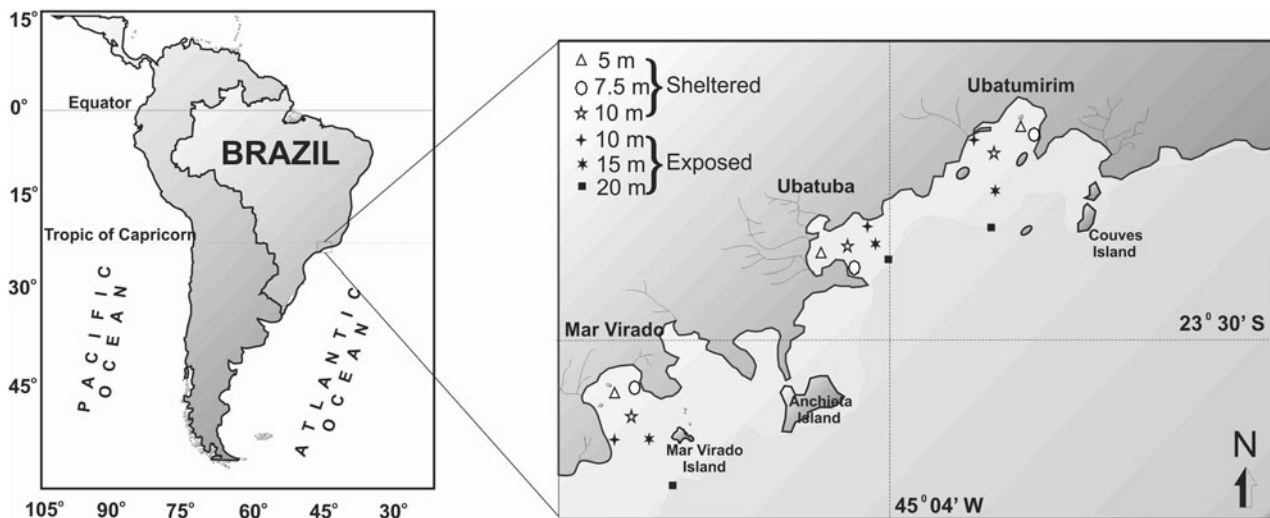 15°
0°
15°
30°
45°
105° 90° 75° 60° 45° 30°
Equator
BRAZIL
Tropic of Capricorn
PACIFIC
OCEAN
ATLANTIC
OCEAN
5 m
7.5 m
10 m
Sheltered
10 m
15 m
20 m
Exposed
Ubatumirim
Ubatuba
Couves
Island
23° 30' S
Mar Virado
Anchieta
Island
Mar Virado
Island
N
45° 04' W